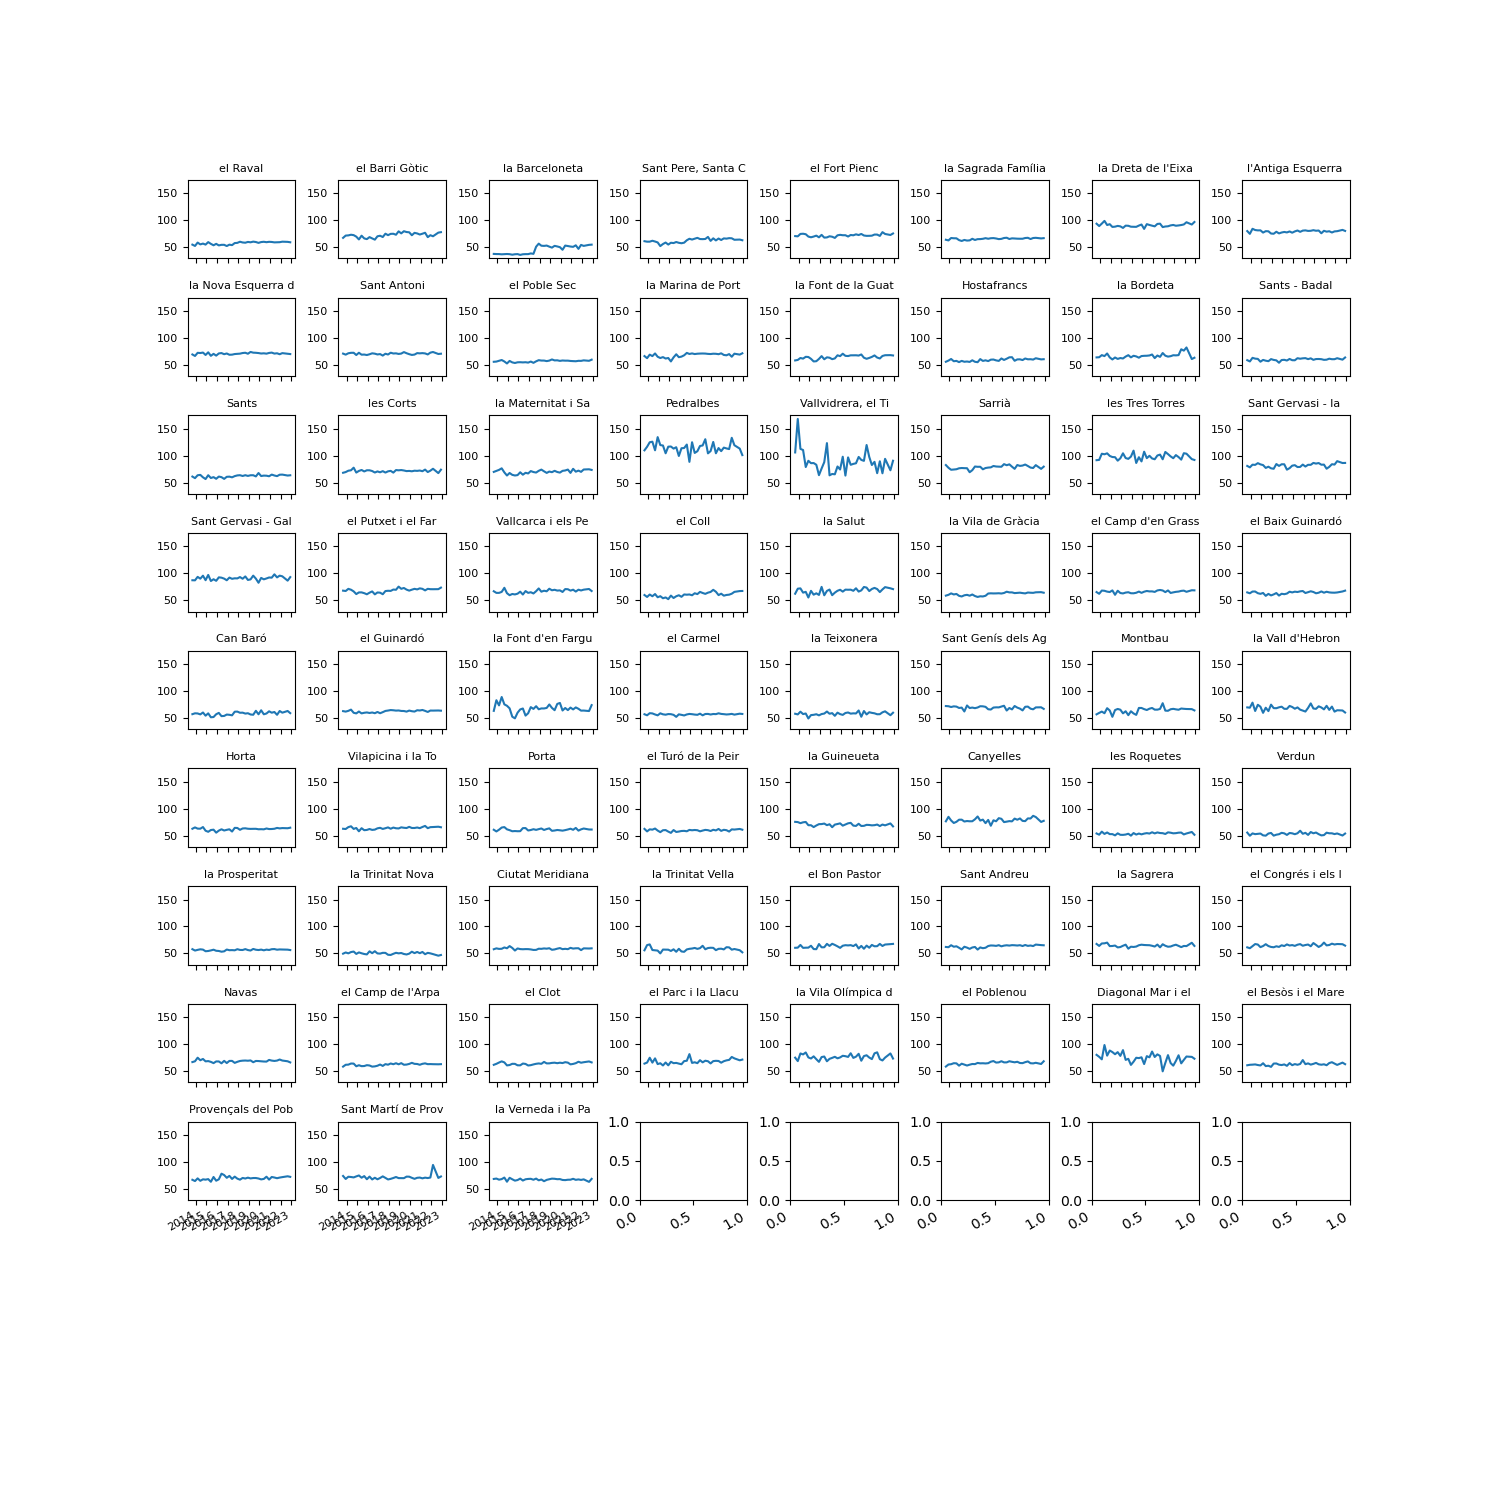 el Raval el Barri Gòtic la Barceloneta Sant Pere, Santa C el Fort Pienc la Sagrada Família la Dreta de l'Eixa l'Antiga Esquerra
150 150 150 150 150 150 150 150
100 100 100 100 100 100 100 100
50 50 50 50 50 50 50 50
la Nova Esquerra d Sant Antoni el Poble Sec la Marina de Port la Font de la Guat Hostafrancs la Bordeta Sants - Badal
150 150 150 150 150 150 150 150
100 100 100 100 100 100 100 100
50 50 50 50 50 50 50 50
Sants les Corts la Maternitat i Sa Pedralbes Vallvidrera, el Ti Sarrià les Tres Torres Sant Gervasi - la
150 150 150 150 150 150 150 150
100 100 100 100 100 100 100 100
50 50 50 50 50 50 50 50
Sant Gervasi - Gal el Putxet i el Far Vallcarca i els Pe el Coll la Salut la Vila de Gràcia el Camp d'en Grass el Baix Guinardó
150 150 150 150 150 150 150 150
100 100 100 100 100 100 100 100
50 50 50 50 50 50 50 50
Can Baró el Guinardó la Font d'en Fargu el Carmel la Teixonera Sant Genís dels Ag Montbau la Vall d'Hebron
150 150 150 150 150 150 150 150
100 100 100 100 100 100 100 100
50 50 50 50 50 50 50 50
Horta Vilapicina i la To Porta el Turó de la Peir la Guineueta Canyelles les Roquetes Verdun
150 150 150 150 150 150 150 150
100 100 100 100 100 100 100 100
50 50 50 50 50 50 50 50
la Prosperitat la Trinitat Nova Ciutat Meridiana la Trinitat Vella el Bon Pastor Sant Andreu la Sagrera el Congrés i els I
150 150 150 150 150 150 150 150
100 100 100 100 100 100 100 100
50 50 50 50 50 50 50 50
Navas el Camp de l'Arpa el Clot el Parc i la Llacu la Vila Olímpica d el Poblenou Diagonal Mar i el el Besòs i el Mare
150 150 150 150 150 150 150 150
100 100 100 100 100 100 100 100
50 50 50 50 50 50 50 50
Provençals del Pob Sant Martí de Prov la Verneda i la Pa
150 150 150 1.0 1.0 1.0 1.0 1.0
100 100 100 0.5 0.5 0.5 0.5 0.5
50 50 50 0.0 0.0 0.0 0.0 0.0
2014 2015 2016 2017 2018 2019 2020 2021 2022 2023 2014 2015 2016 2017 2018 2019 2020 2021 2022 2023 2014 2015 2016 2017 2018 2019 2020 2021 2022 2023 0.0 0.5 1.0 0.0 0.5 1.0 0.0 0.5 1.0 0.0 0.5 1.0 0.0 0.5 1.0